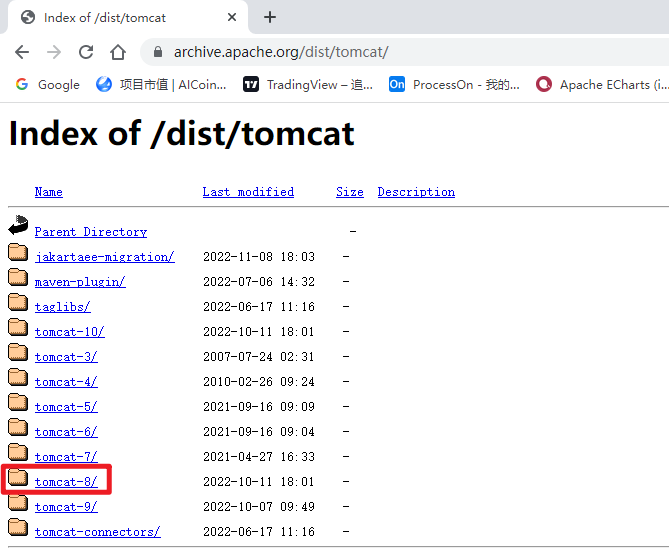 Index of /dist/tomcat
archive.apache.org/dist/tomcat/
Google 项目市值 | AICoin... TradingView – 追... ProcessOn - 我的... Apache ECharts (i...
Index of /dist/tomcat
Name Last modified Size Description
Parent Directory -
jakartaee-migration/ 2022-11-08 18:03 -
maven-plugin/ 2022-07-06 14:32 -
taglibs/ 2022-06-17 11:16 -
tomcat-10/ 2022-10-11 18:01 -
tomcat-3/ 2007-07-24 02:31 -
tomcat-4/ 2010-02-26 09:24 -
tomcat-5/ 2021-09-16 09:09 -
tomcat-6/ 2021-09-16 09:04 -
tomcat-7/ 2021-04-27 16:33 -
tomcat-8/ 2022-10-11 18:01 -
tomcat-9/ 2022-10-07 09:49 -
tomcat-connectors/ 2022-06-17 11:16 -